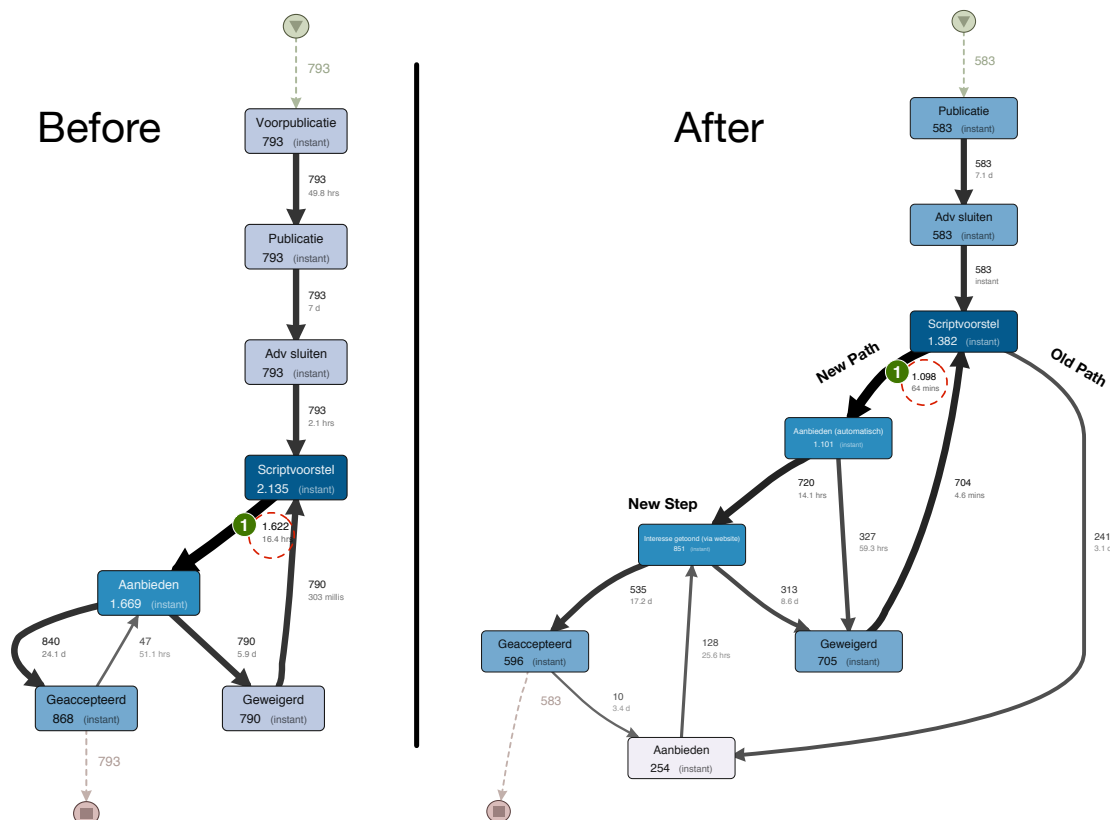 Before
793
Voorpublicatie
793 (instant)
793
49.8 hrs
Publicatie
793 (instant)
793
7 d
Adv sluiten
793 (instant)
793
2.1 hrs
Scriptvoorstel
2.135 (instant)
1
1.622
16.4 hrs
Aanbieden
1.669 (instant)
790
303 millis
840
24.1 d
47
51.1 hrs
790
5.9 d
Geaccepteerd
868 (instant)
Geweigerd
790 (instant)
793
After
583
Publicatie
583 (instant)
583
7.1 d
Adv sluiten
583 (instant)
583
instant
Scriptvoorstel
1.382 (instant)
New Path
Old Path
1
1.098
64 mins
Aanbieden (automatisch)
1.101 (instant)
720
14.1 hrs
704
4.6 mins
New Step
Interesse getoond (via website)
851 (instant)
327
59.3 hrs
241
3.1 d
535
17.2 d
313
8.6 d
Geaccepteerd
596 (instant)
128
25.6 hrs
Geweigerd
705 (instant)
583
10
3.4 d
Aanbieden
254 (instant)